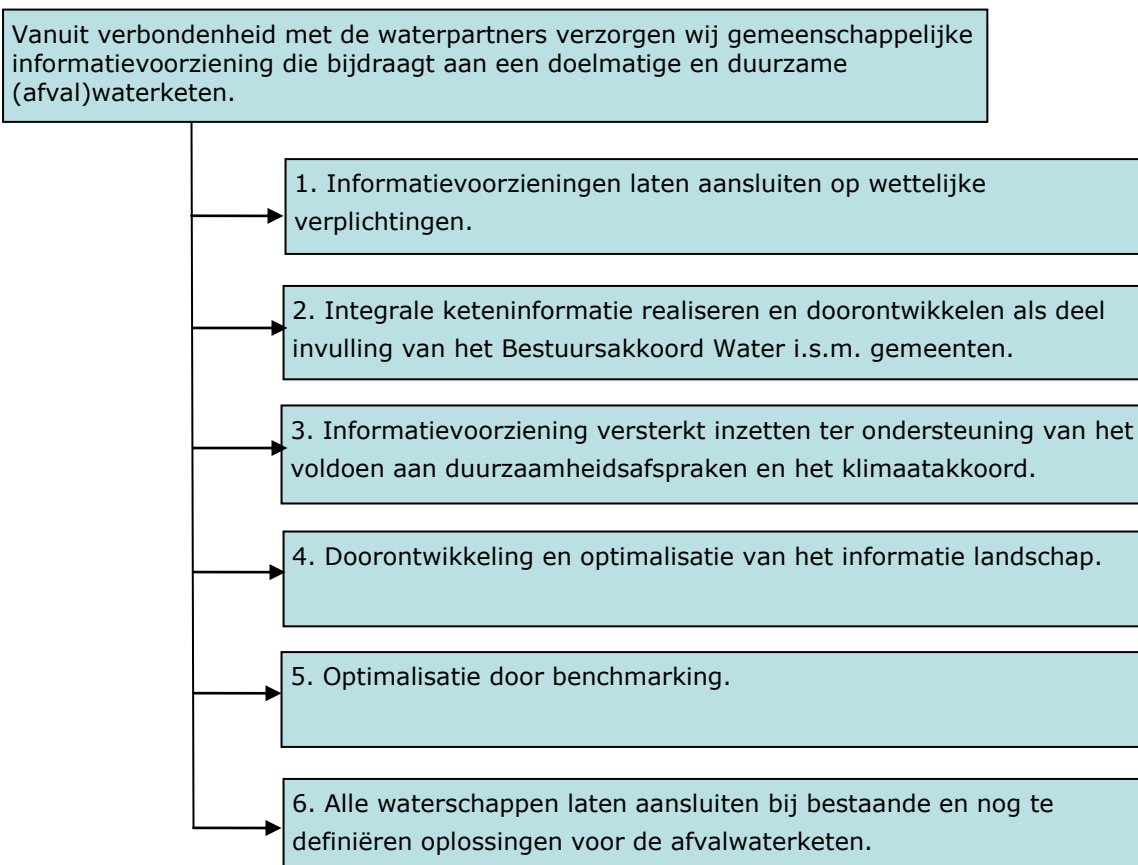 Vanuit verbondenheid met de waterpartners verzorgen wij gemeenschappelijke
informatievoorziening die bijdraagt aan een doelmatige en duurzame
(afval)waterketen.
1. Informatievoorzieningen laten aansluiten op wettelijke
verplichtingen.
2. Integrale keteninformatie realiseren en doorontwikkelen als deel
invulling van het Bestuursakkoord Water i.s.m. gemeenten.
3. Informatievoorziening versterkt inzetten ter ondersteuning van het
voldoen aan duurzaamheidsafspraken en het klimaatakkoord.
4. Doorontwikkeling en optimalisatie van het informatie landschap.
5. Optimalisatie door benchmarking.
6. Alle waterschappen laten aansluiten bij bestaande en nog te
definiëren oplossingen voor de afvalwaterketen.